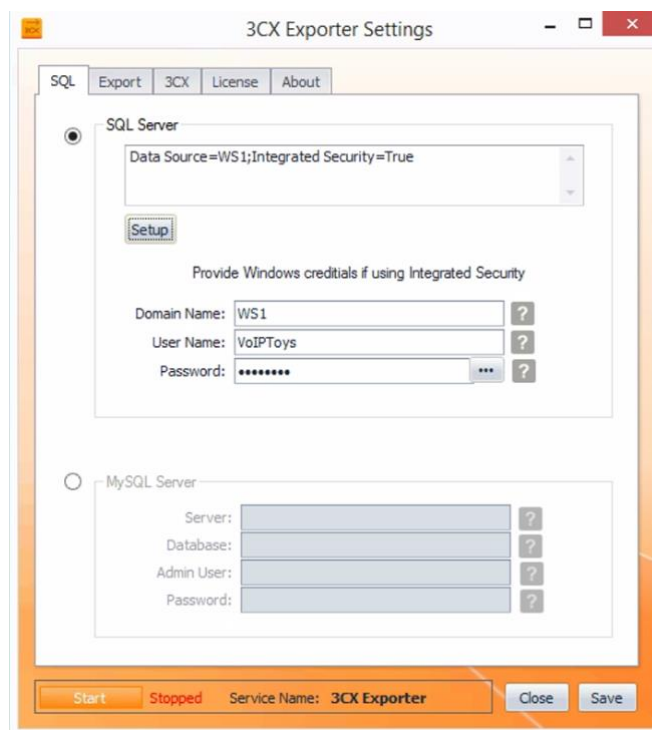 3CX
3CX Exporter Settings
SQL Export 3CX License About
SQL Server
Data Source=WS1;Integrated Security=True
Setup
Provide Windows creditials if using Integrated Security
Domain Name: WS1 ?
User Name: VoIPToys ?
Password: •••••••• ••• ?
MySQL Server
Server: ?
Database: ?
Admin User: ?
Password: ?
Start Stopped Service Name: 3CX Exporter Close Save